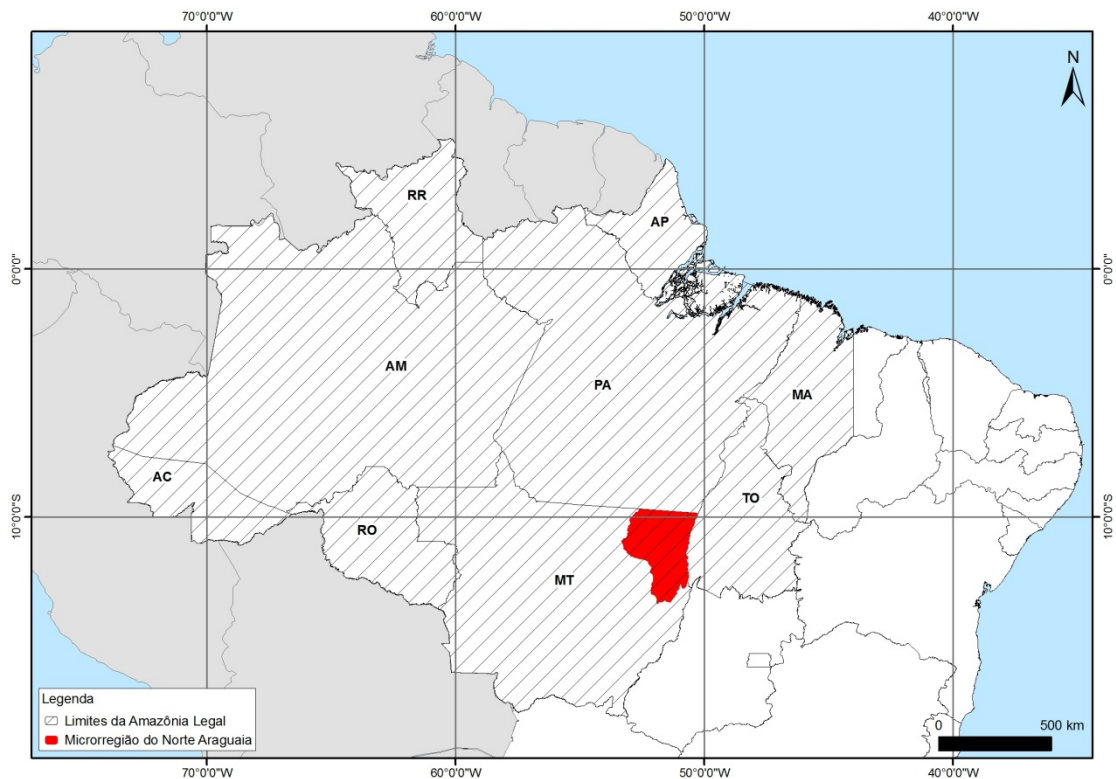 70°0'0"W 60°0'0"W 50°0'0"W 40°0'0"W
N
RR
AP
0°0'0" 0°0'0"
AM
PA
MA
AC
TO
10°0'0"S 10°0'0"S
RO
MT
Legenda
Limites da Amazônia Legal
Microrregião do Norte Araguaia
0 500 km
70°0'0"W 60°0'0"W 50°0'0"W 40°0'0"W